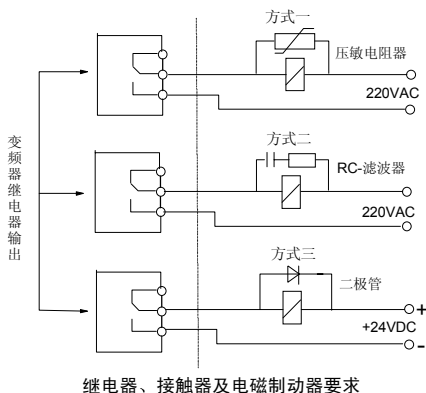 方式一
压敏电阻器
220VAC
方式二
RC-滤波器
220VAC
变频器继电器输出
方式三
二极管
+
+24VDC
-
继电器、接触器及电磁制动器要求